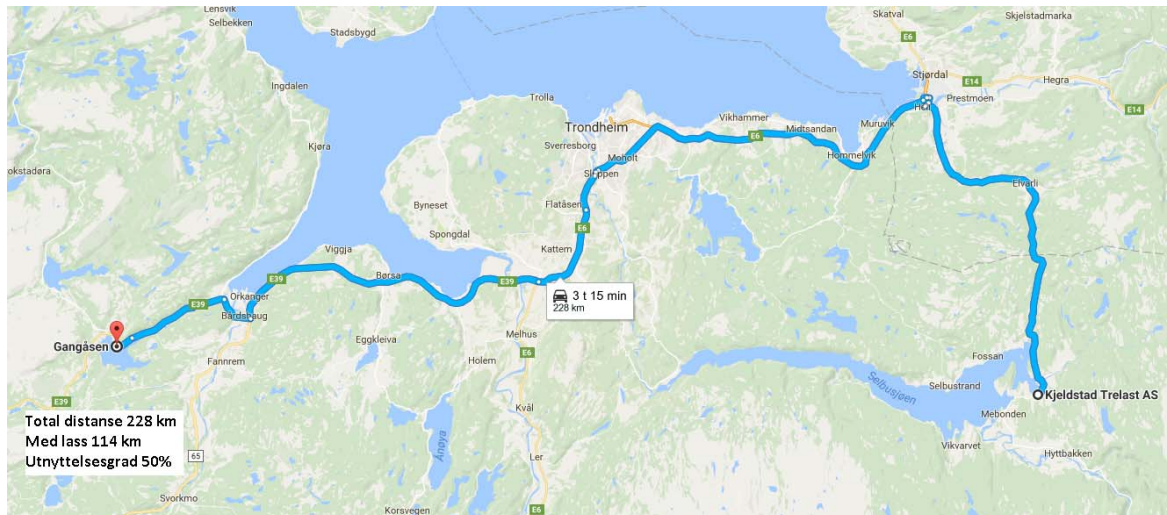 Lensvik
Selbekken
Stadsbygd
Skatval
Skjelstadmarka
E6
Stjørdal
E14
Hegra
Prestmoen
E14
Ingdalen
Trolla
Trondheim
Vikhammer
Midtsandan
Muruvik
E6
Hommelvik
Kjøra
Sverresborg
Moholt
Byneset
Flatåsen
E6
Elvarli
Spongdal
Kattem
Viggja
Børsa
E39
3 t 15 min
228 km
Orkanger
E39
Bårdshaug
Gangåsen
Fannrem
Eggkleiva
Melhus
Holem
E6
Fossan
Selbusjøen
Selbustrand
Kjeldstad Trelast AS
Mebonden
E39
Total distanse 228 km
Med lass 114 km
Utnyttelsesgrad 50%
65
Kvål
Ånøya
Ler
Vikvarvet
Hyttbakken
Svorkmo
Korsvegen
E6